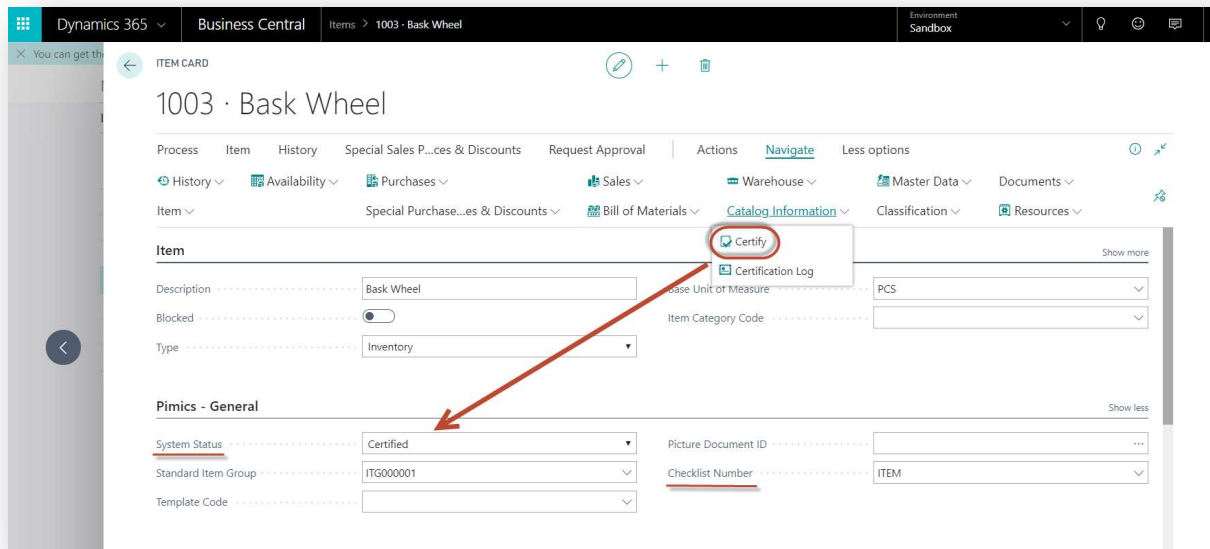 Dynamics 365 Business Central Items > 1003 · Bask Wheel Environment Sandbox
You can get the
ITEM CARD
1003 · Bask Wheel
Process Item History Special Sales P...ces & Discounts Request Approval Actions Navigate Less options
History Availability Purchases Sales Warehouse Master Data Documents
Item Special Purchase...es & Discounts Bill of Materials Catalog Information Classification Resources
Certify
Certification Log
Item Show more
Description Bask Wheel Base Unit of Measure PCS
Blocked Item Category Code
Type Inventory
Pimics - General Show less
System Status Certified Picture Document ID
Standard Item Group ITG000001 Checklist Number ITEM
Template Code